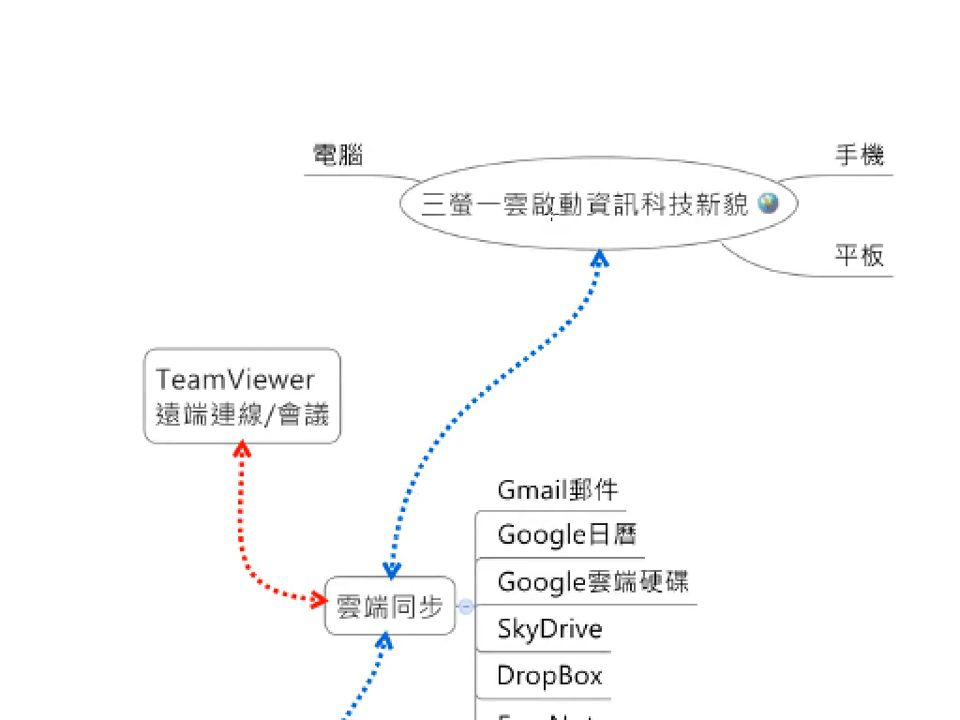 電腦
手機
三螢一雲啟動資訊科技新貌
平板
TeamViewer
遠端連線/會議
Gmail郵件
Google日曆
Google雲端硬碟
雲端同步
SkyDrive
DropBox